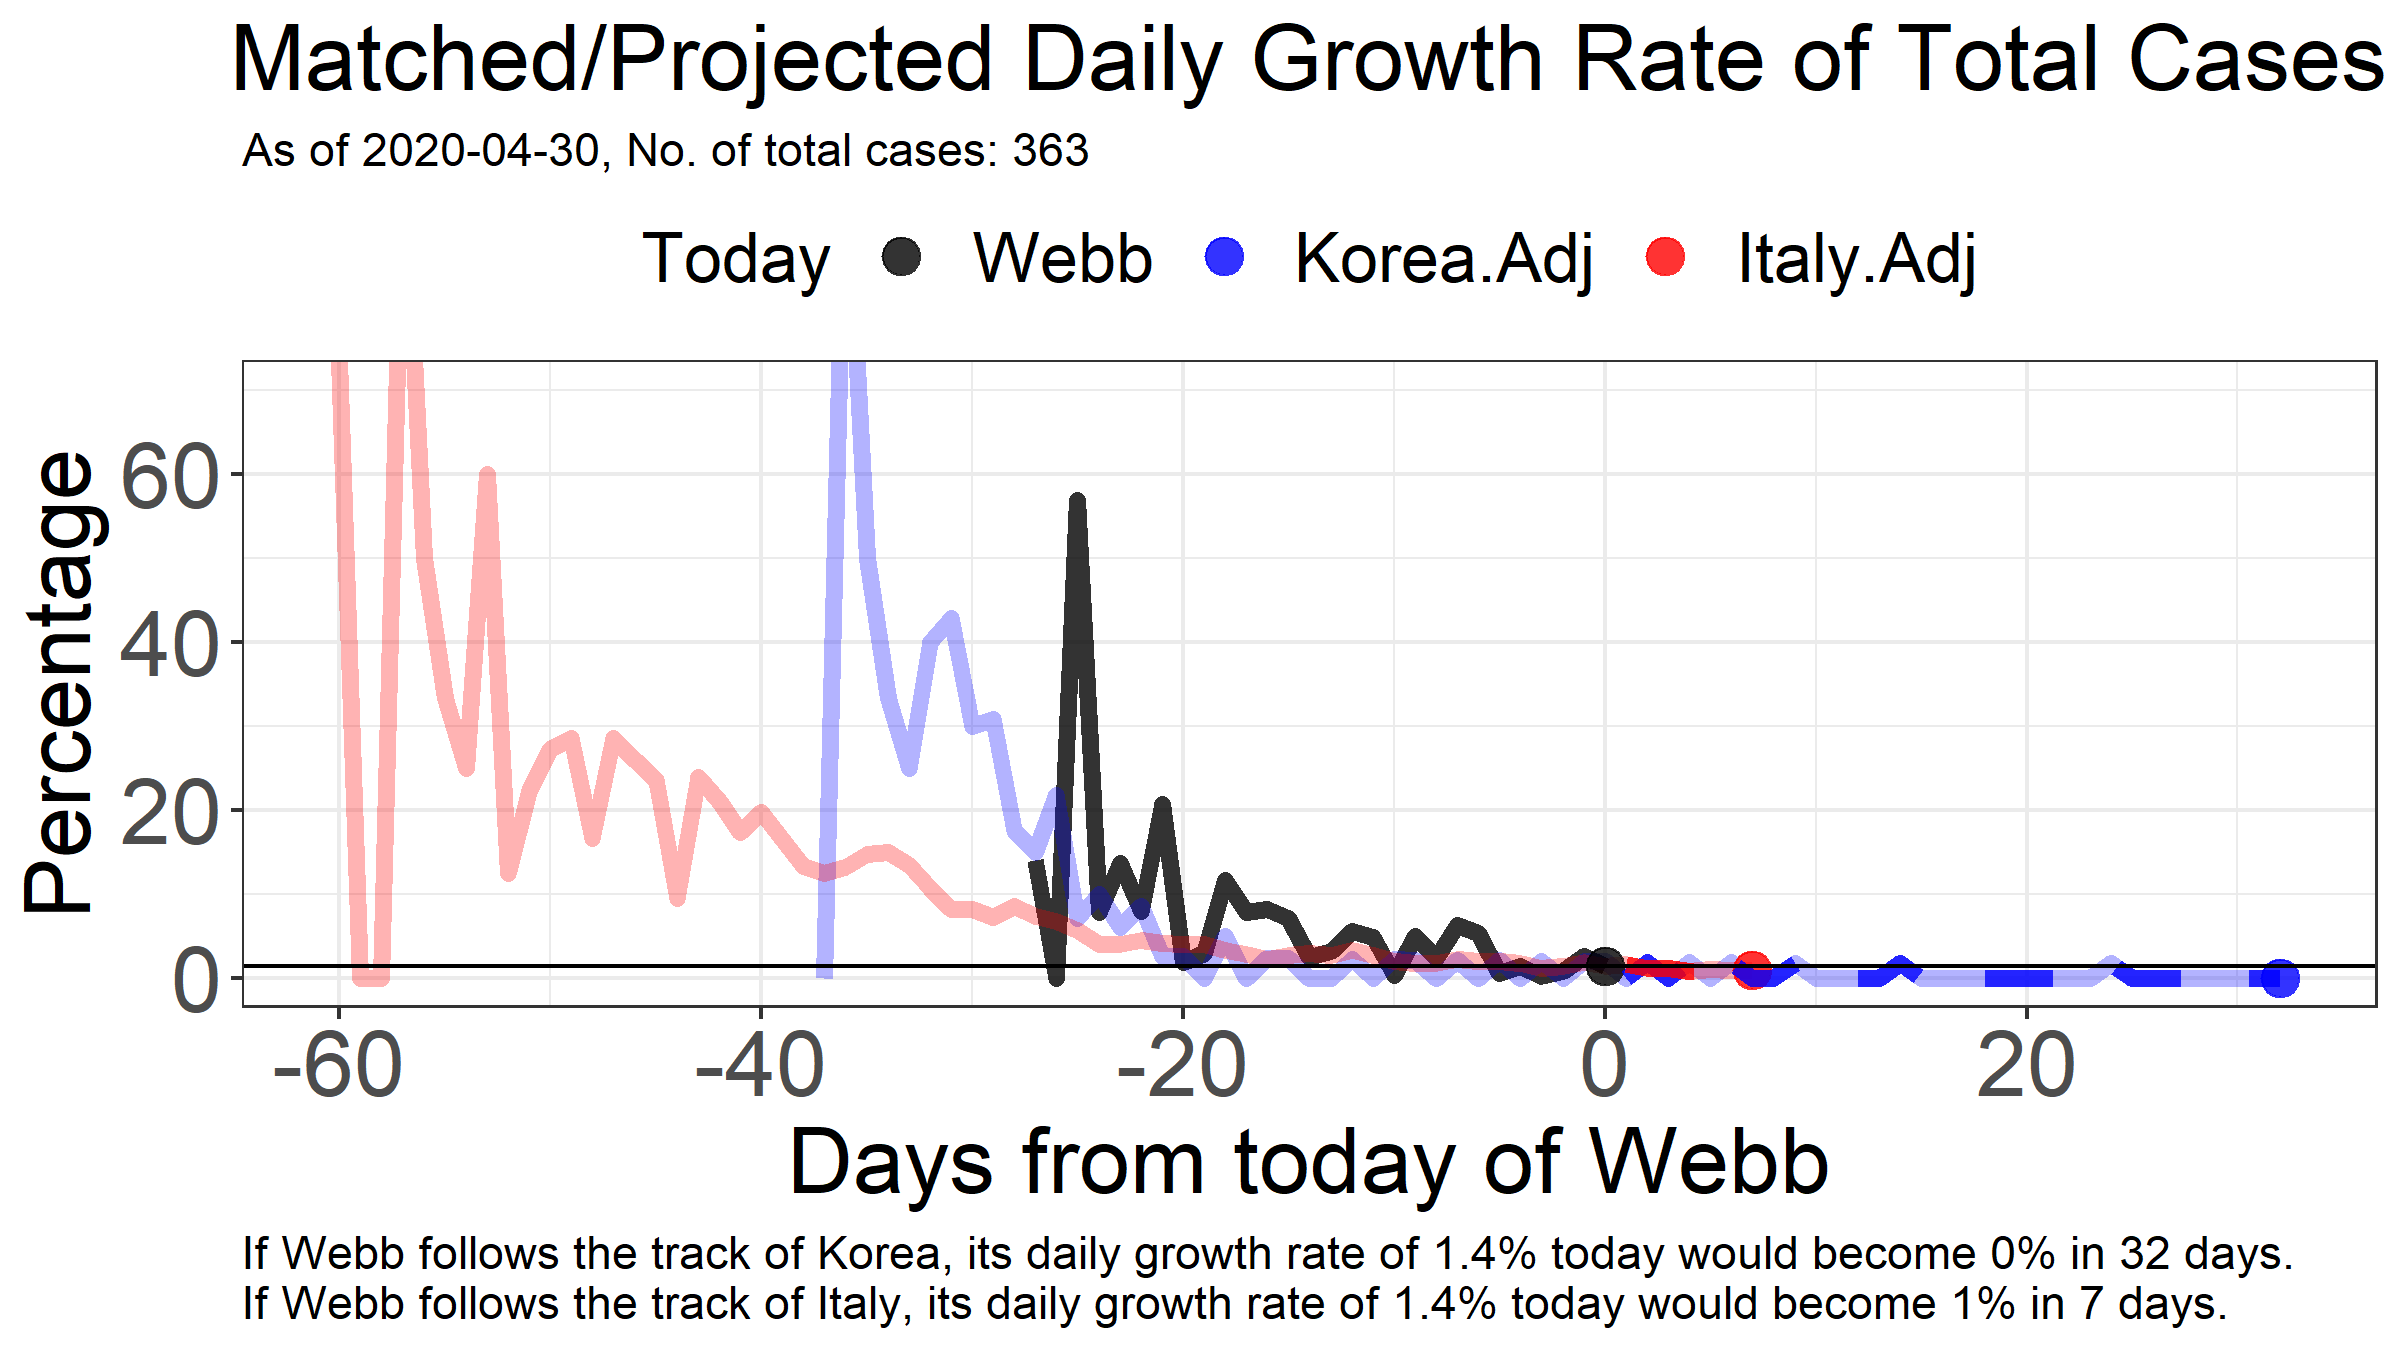 Matched/Projected Daily Growth Rate of Total Cases
As of 2020-04-30, No. of total cases: 363
Today Webb Korea.Adj Italy.Adj
Percentage
60
40
20
0
-60 -40 -20 0 20
Days from today of Webb
If Webb follows the track of Korea, its daily growth rate of 1.4% today would become 0% in 32 days.
If Webb follows the track of Italy, its daily growth rate of 1.4% today would become 1% in 7 days.